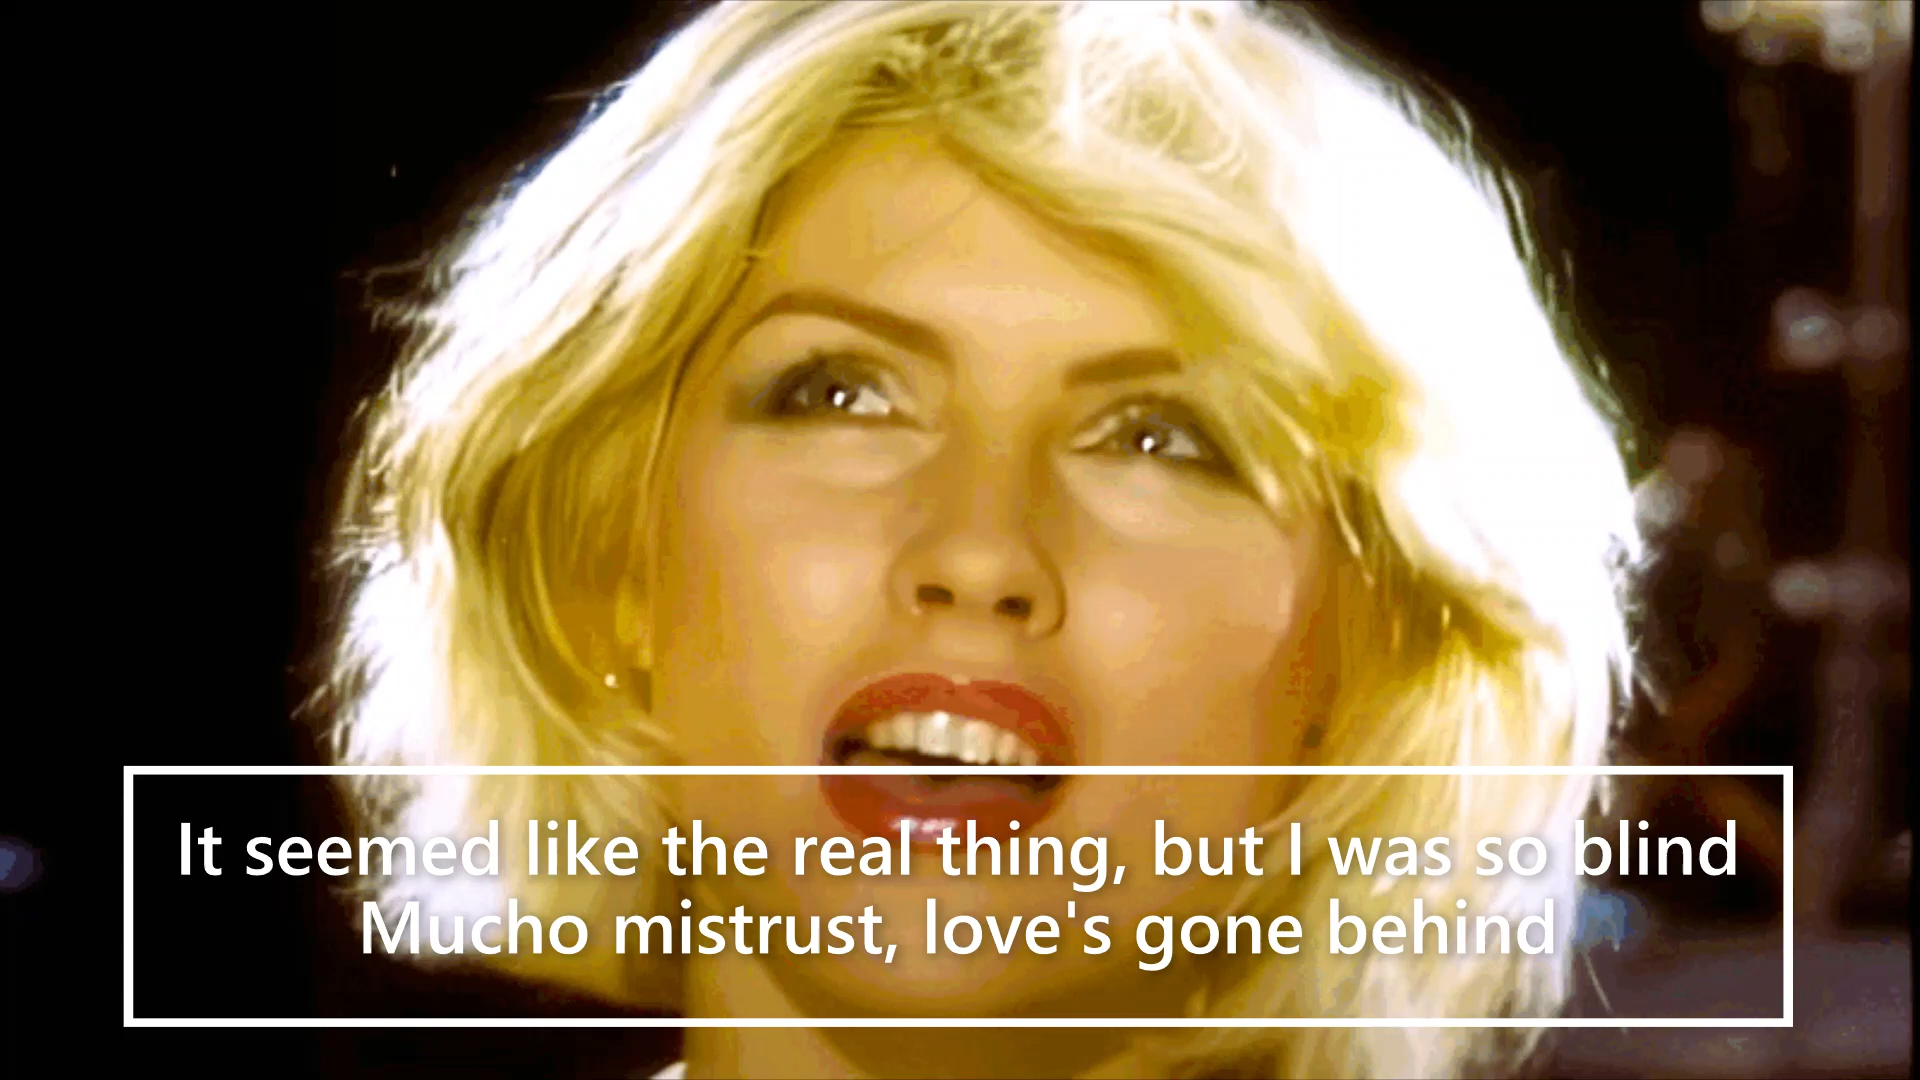 It seemed like the real thing, but I was so blind
Mucho mistrust, love's gone behind